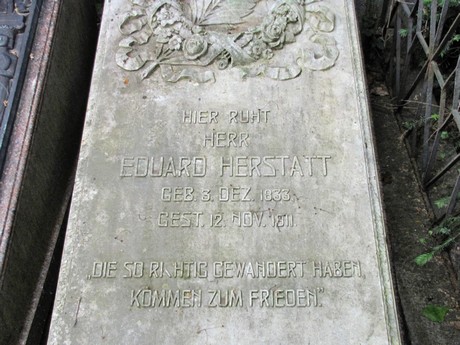 HIER RUHT
HERR
EDUARD HERSTATT
GEB. 3. DEZ. 1833
GEST. 12. NOV. 1911
„DIE SO RICHTIG GEWANDERT HABEN,
KOMMEN ZUM FRIEDEN.“